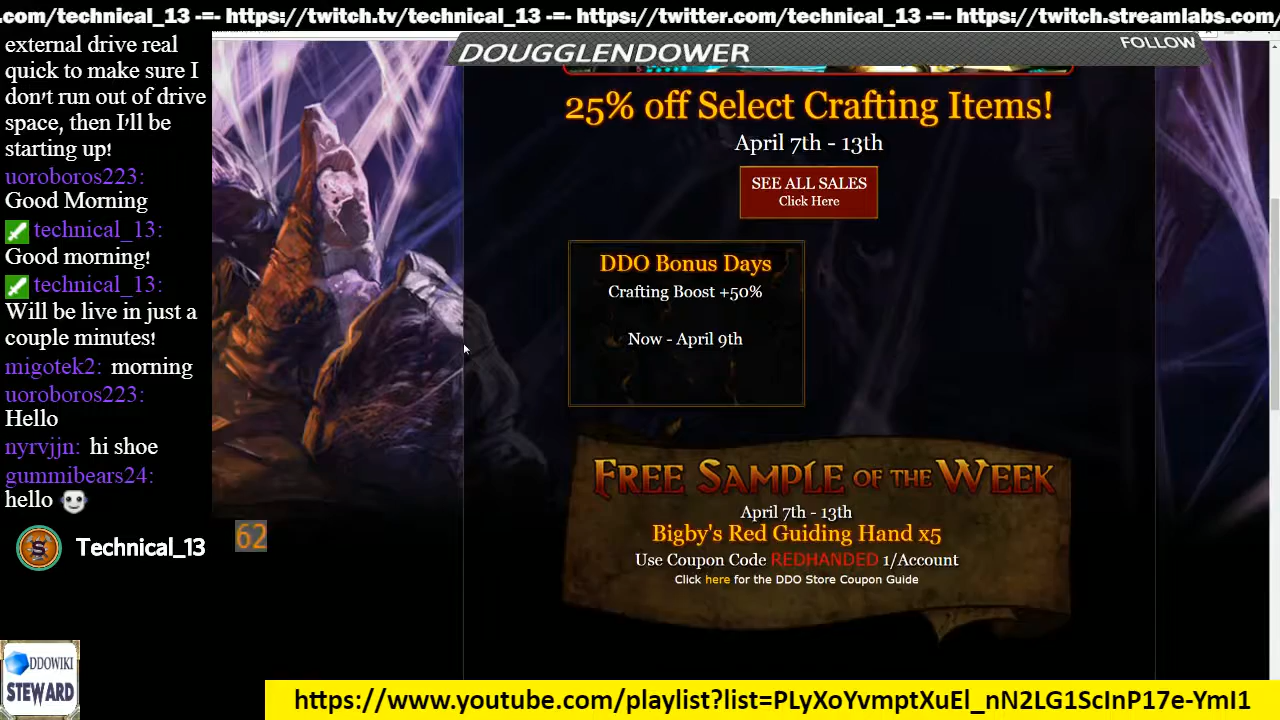 .com/technical_13 -=- https://twitch.tv/technical_13 -=- https://twitter.com/technical_13 -=- https://twitch.streamlabs.com/
external drive real
quick to make sure I
don't run out of drive
space, then I'll be
starting up!
uoroboros223:
Good Morning
technical_13:
Good morning!
technical_13:
Will be live in just a
couple minutes!
migotek2: morning
uoroboros223:
Hello
nyrvjjn: hi shoe
gummibears24:
hello
S
Technical_13
62
DDOWIKI
STEWARD
DOUGGLENDOWER
FOLLOW
25% off Select Crafting Items!
April 7th - 13th
SEE ALL SALES
Click Here
DDO Bonus Days
Crafting Boost +50%
Now - April 9th
FREE SAMPLE OF THE WEEK
April 7th - 13th
Bigby's Red Guiding Hand x5
Use Coupon Code REDHANDED 1/Account
Click here for the DDO Store Coupon Guide
https://www.youtube.com/playlist?list=PLyXoYvmptXuEl_nN2LG1ScInP17e-YmI1